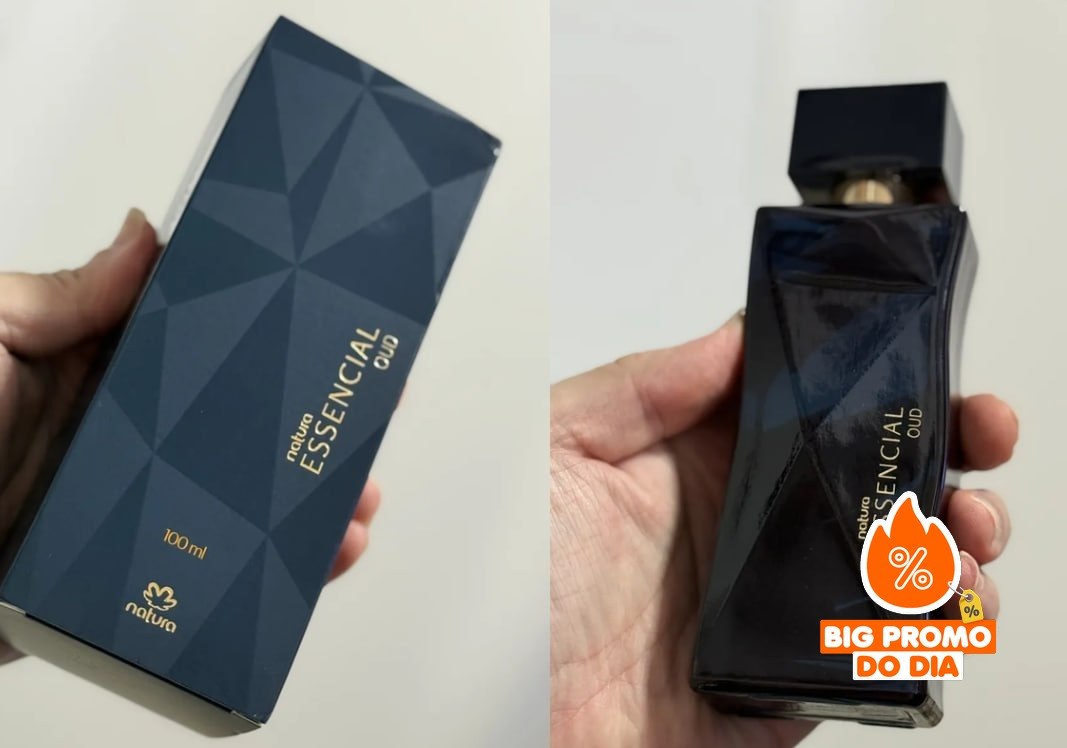 natura
ESSENCIAL
OUD
100 ml
natura
natura
ESSENCIAL
OUD
%
%
BIG PROMO
DO DIA